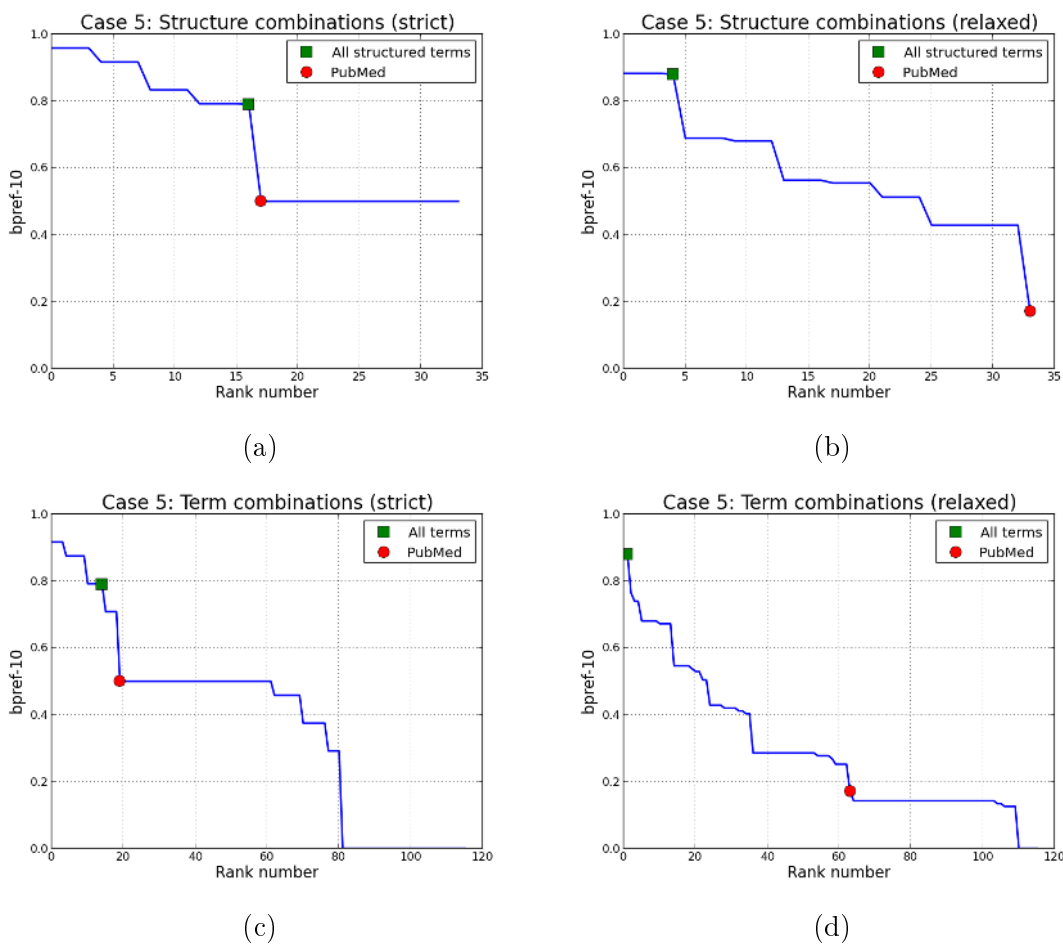 Case 5: Structure combinations (strict)
1.0
0.8
0.6
0.4
0.2
0.0
bpref-10
All structured terms
PubMed
0 5 10 15 20 25 30 35
Rank number
(a)
Case 5: Structure combinations (relaxed)
1.0
0.8
0.6
0.4
0.2
0.0
bpref-10
All structured terms
PubMed
0 5 10 15 20 25 30 35
Rank number
(b)
Case 5: Term combinations (strict)
1.0
0.8
0.6
0.4
0.2
0.0
bpref-10
All terms
PubMed
0 20 40 60 80 100 120
Rank number
(c)
Case 5: Term combinations (relaxed)
1.0
0.8
0.6
0.4
0.2
0.0
bpref-10
All terms
PubMed
0 20 40 60 80 100 120
Rank number
(d)